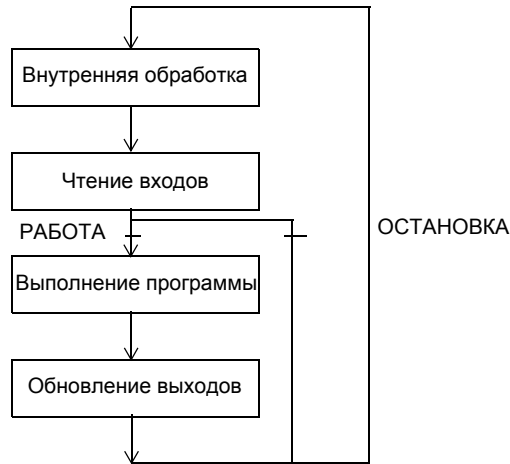 Внутренняя обработка
Чтение входов
РАБОТА
ОСТАНОВКА
Выполнение программы
Обновление выходов